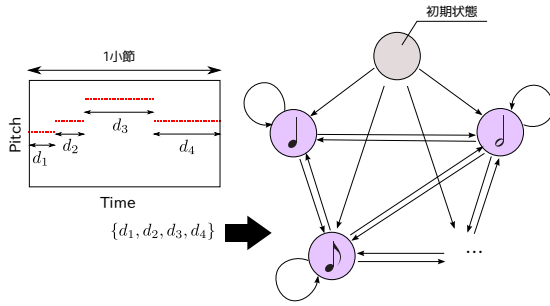 初期状態
1小節
Pitch
d₁
d₂
d₃
d₄
Time
{d₁, d₂, d₃, d₄}
...